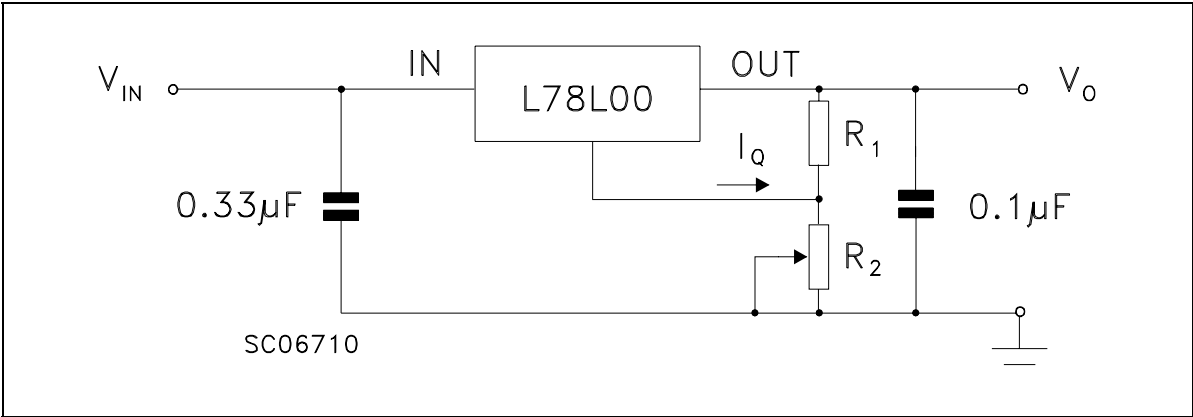 IN
OUT
V_IN
L78L00
V_O
R_1
I_Q
0.33µF
0.1µF
R_2
SC06710